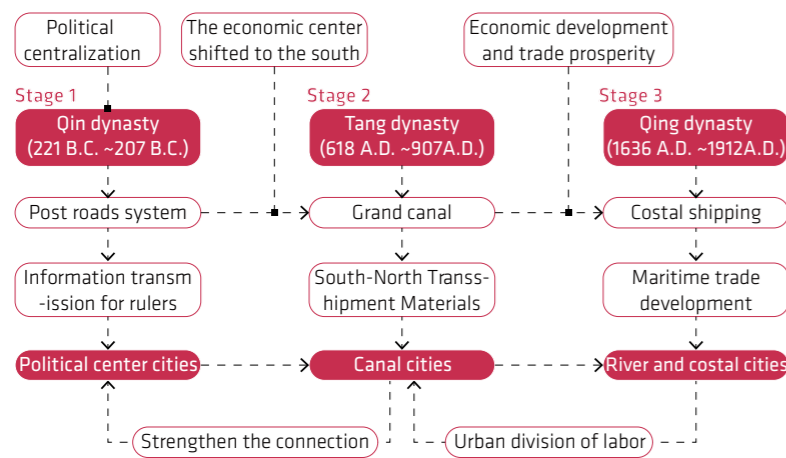 Political
centralization
The economic center
shifted to the south
Economic development
and trade prosperity
Stage 1
Stage 2
Stage 3
Qin dynasty
(221 B.C. ~207 B.C.)
Tang dynasty
(618 A.D. ~907A.D.)
Qing dynasty
(1636 A.D. ~1912A.D.)
Post roads system
Grand canal
Costal shipping
Information transm
-ission for rulers
South-North Transs-
hipment Materials
Maritime trade
development
Political center cities
Canal cities
River and costal cities
Strengthen the connection
Urban division of labor